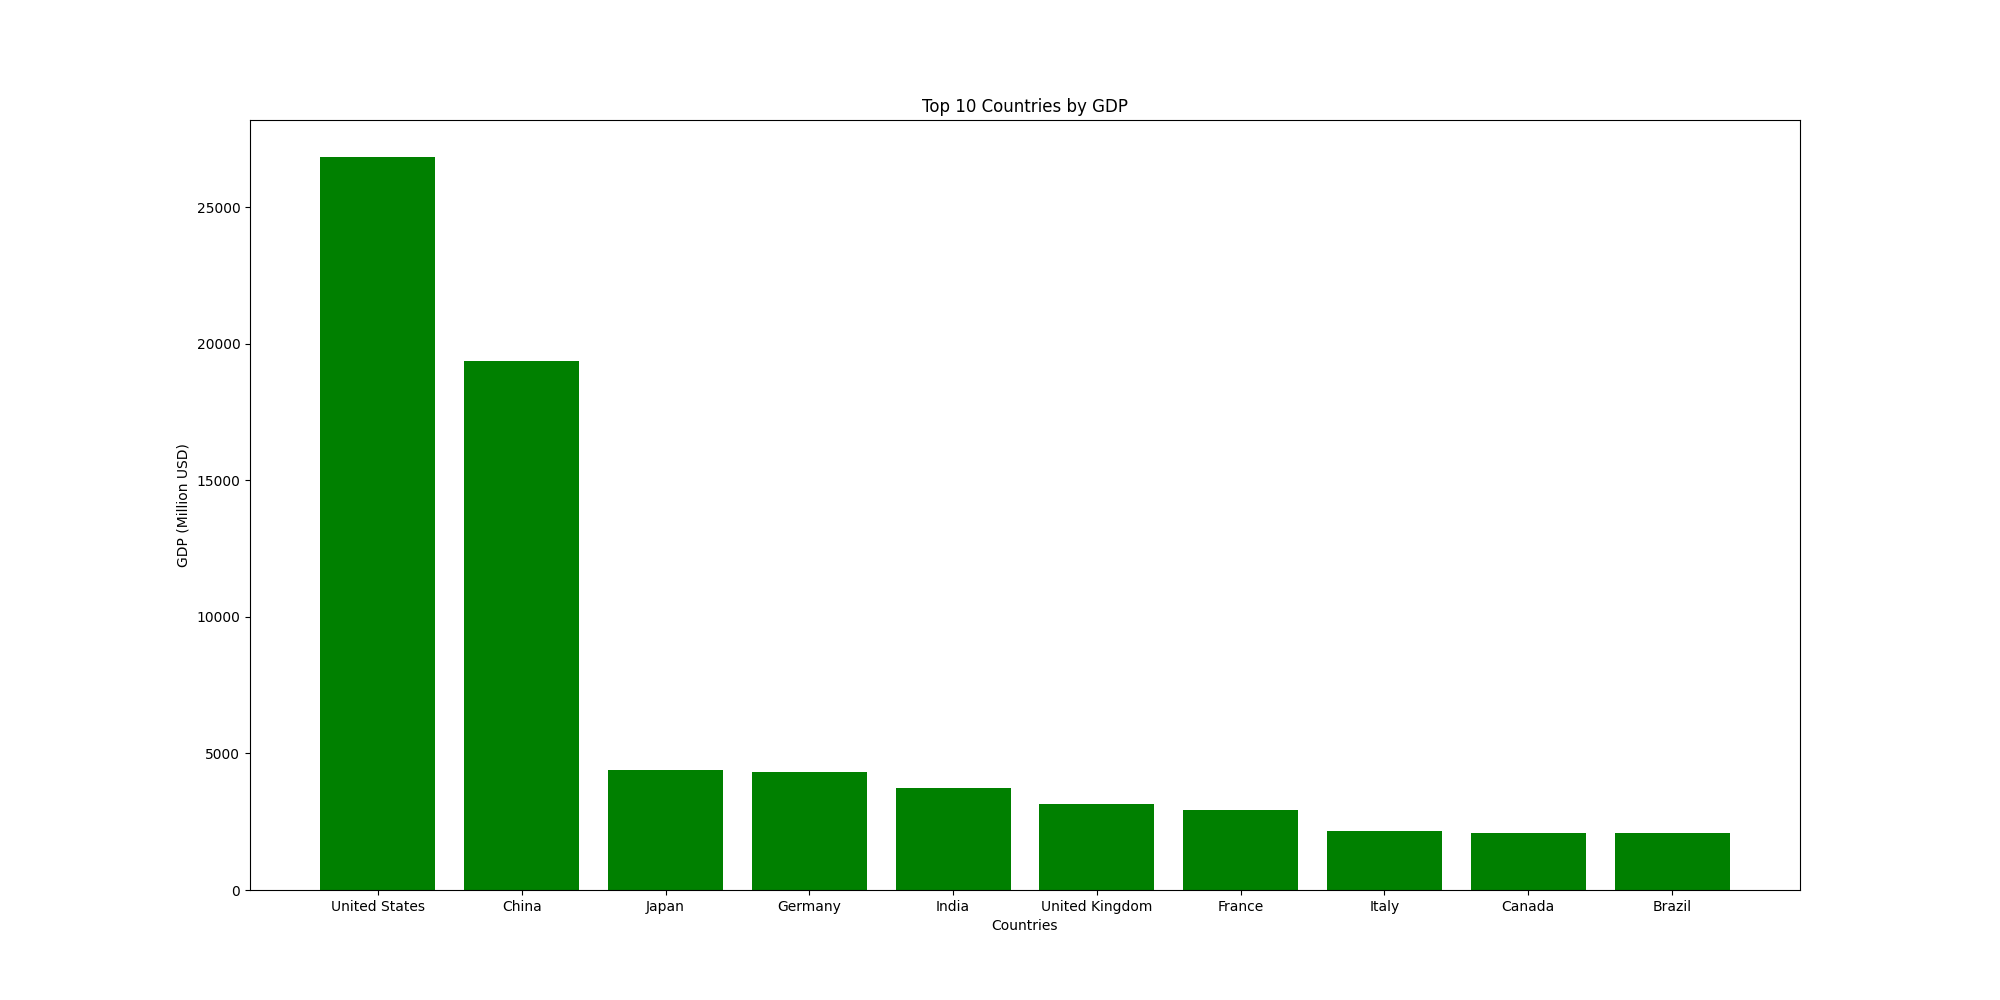 Top 10 Countries by GDP
GDP (Million USD)
25000
20000
15000
10000
5000
0
United States China Japan Germany India United Kingdom France Italy Canada Brazil
Countries